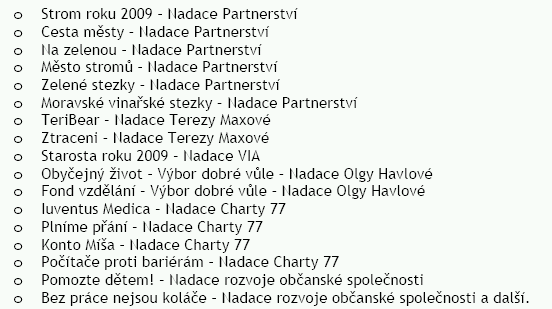 o Strom roku 2009 – Nadace Partnerství
o Cesta městy – Nadace Partnerství
o Na zelenou – Nadace Partnerství
o Město stromů – Nadace Partnerství
o Zelené stezky – Nadace Partnerství
o Moravské vinařské stezky – Nadace Partnerství
o TeriBear – Nadace Terezy Maxové
o Ztraceni – Nadace Terezy Maxové
o Starosta roku 2009 – Nadace VIA
o Obyčejný život – Výbor dobré vůle – Nadace Olgy Havlové
o Fond vzdělání – Výbor dobré vůle – Nadace Olgy Havlové
o Iuventus Medica – Nadace Charty 77
o Plníme přání – Nadace Charty 77
o Konto Míša – Nadace Charty 77
o Počítače proti bariérám – Nadace Charty 77
o Pomozte dětem! – Nadace rozvoje občanské společnosti
o Bez práce nejsou koláče – Nadace rozvoje občanské společnosti a další.